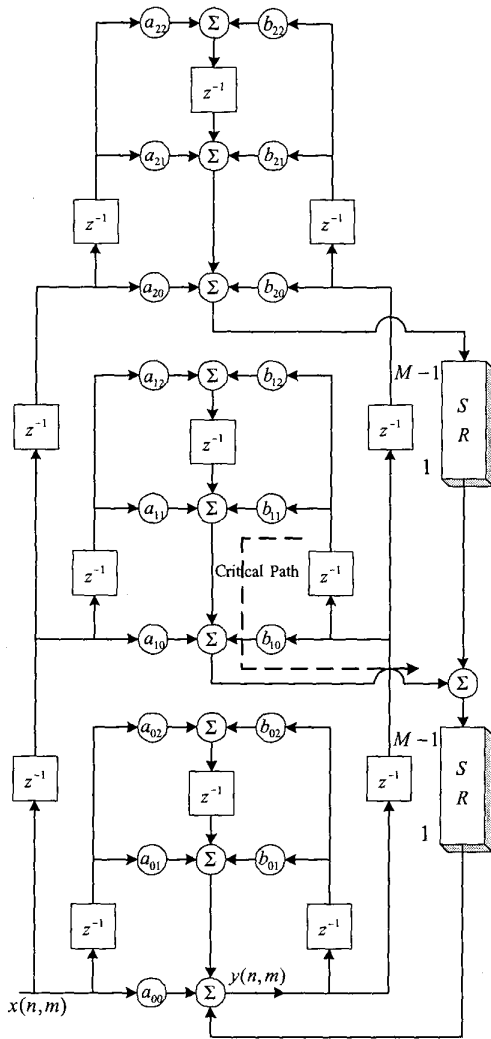 a₂₂ Σ b₂₂
z⁻¹
a₂₁ Σ b₂₁
z⁻¹ z⁻¹
a₂₀ Σ b₂₀
M−1
a₁₂ Σ b₁₂
S
z⁻¹ z⁻¹ z⁻¹
R
1
a₁₁ Σ b₁₁
z⁻¹ Critical Path z⁻¹
a₁₀ Σ b₁₀
Σ
a₀₂ Σ b₀₂
M−1
z⁻¹ z⁻¹ z⁻¹
S
R
1
a₀₁ Σ b₀₁
z⁻¹ z⁻¹
y(n,m)
x(n,m) a₀₀ Σ